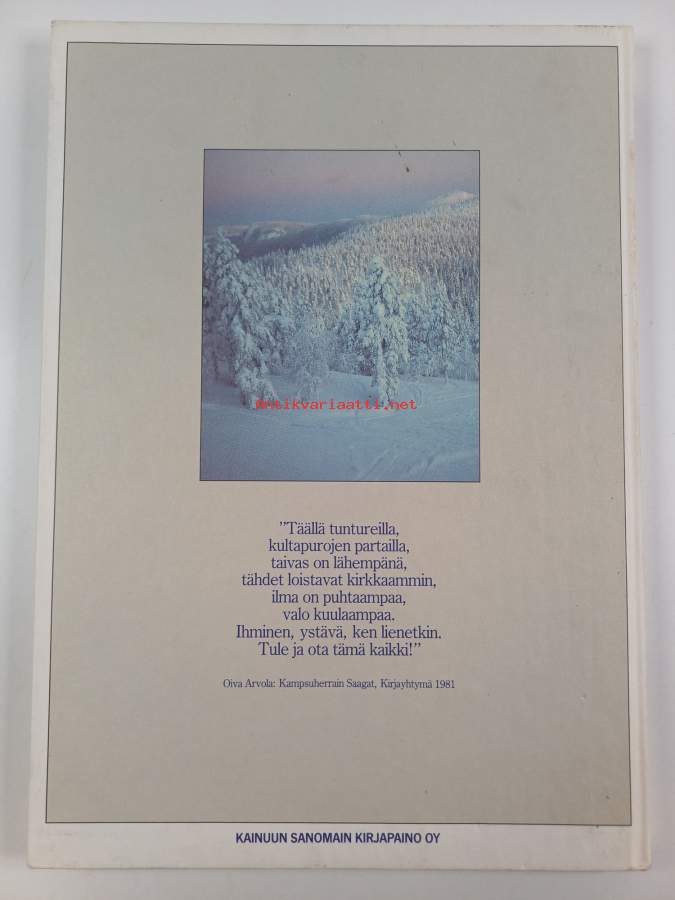 Antikvariaatti.net
”Täällä tuntureilla,
kultapurojen partailla,
taivas on lähempänä,
tähdet loistavat kirkkaammin,
ilma on puhtaampaa,
valo kuulaampaa.
Ihminen, ystävä, ken lienetkin.
Tule ja ota tämä kaikki!”
Oiva Arvola: Kampsuherrain Saagat, Kirjayhtymä 1981
KAINUUN SANOMAIN KIRJAPAINO OY